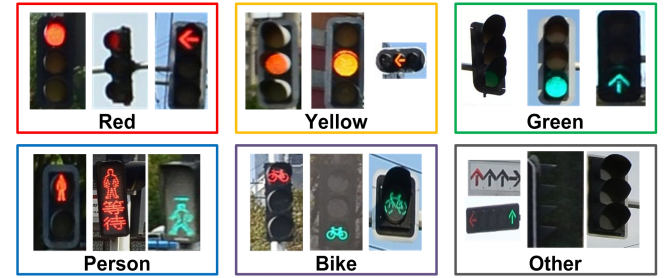 Red
Yellow
Green
等
待
Person
Bike
Other